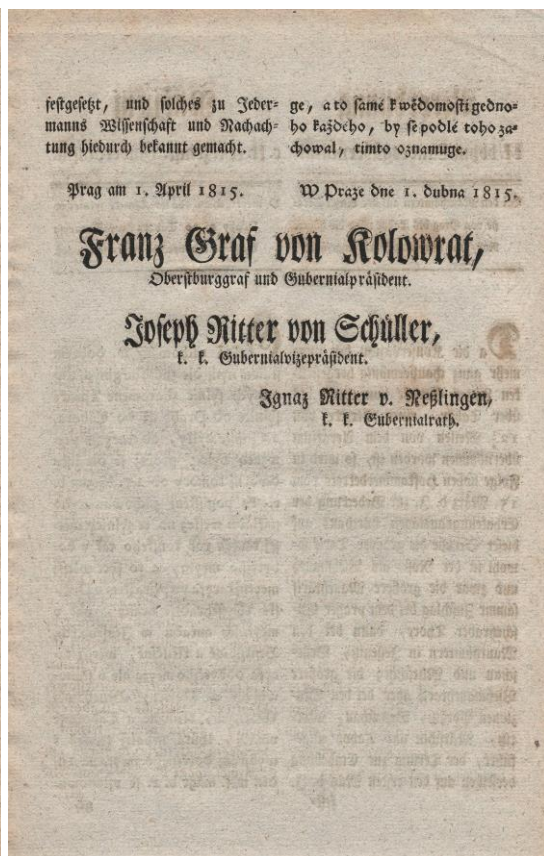 festgesetzt, und solches zu Jeder-
manns Wissenschaft und Nachach-
tung hiedurch bekannt gemacht.
Prag am 1. April 1815.
ge, a to samé k wědomosti gedno-
ho každého, by se podlé toho za-
chowal, tímto oznamuge.
W Praze dne 1. dubna 1815.
Franz Graf von Kolowrat,
Oberstburggraf und Gubernialpräsident.
Joseph Ritter von Schüller,
k. k. Gubernialvizepräsident.
Ignaz Ritter v. Neßlingen,
k. k. Gubernialrath.